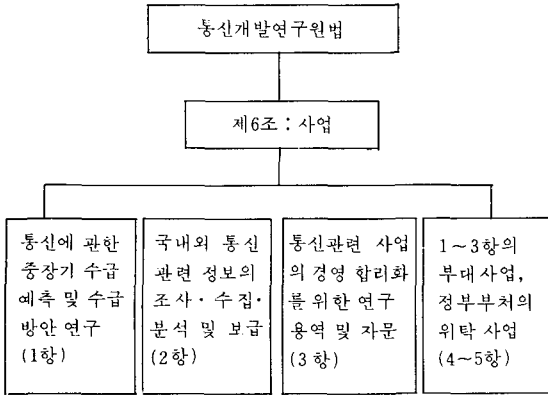 통신개발연구원법
제6조 : 사업
통신에 관한
중장기 수급
예측 및 수급
방안 연구
(1항)
국내외 통신
관련 정보의
조사·수집·
분석 및 보급
(2항)
통신관련 사업
의 경영 합리화
를 위한 연구
용역 및 자문
(3항)
1~3항의
부대사업,
정부부처의
위탁 사업
(4~5항)